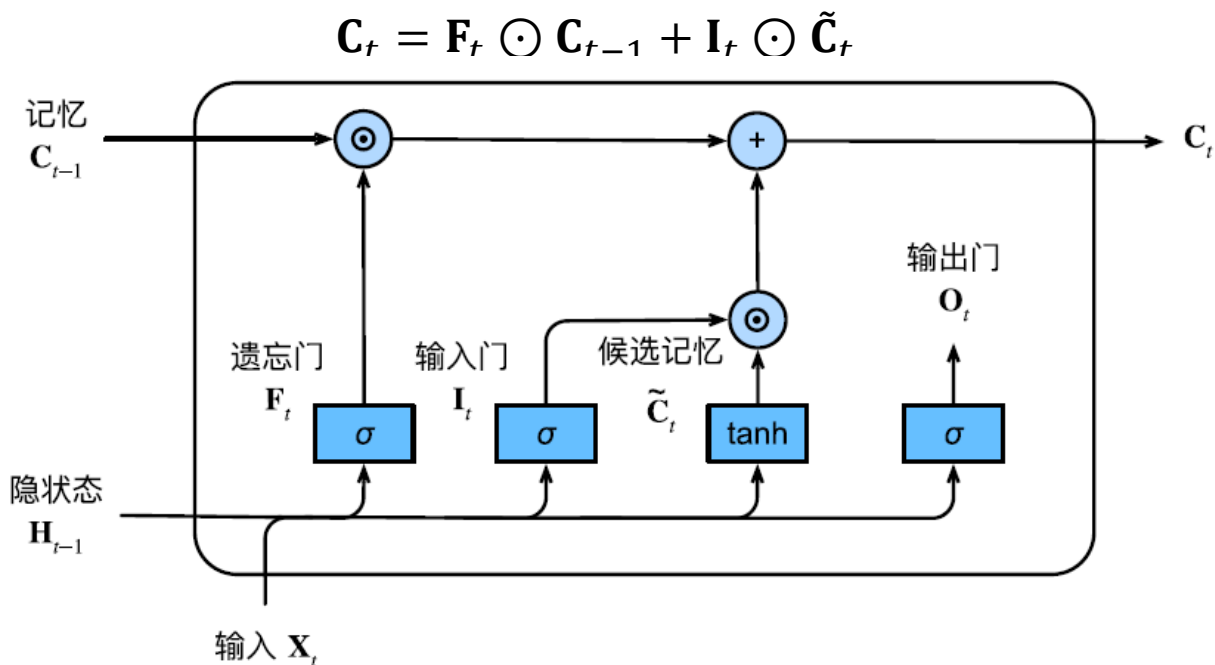 𝐂ₜ = 𝐅ₜ ⊙ 𝐂ₜ₋₁ + 𝐈ₜ ⊙ 𝐂̃ₜ
记忆
Cₜ₋₁
⊙
+
Cₜ
输出门
Oₜ
⊙
遗忘门
Fₜ
输入门
Iₜ
候选记忆
C̃ₜ
σ
σ
tanh
σ
隐状态
Hₜ₋₁
输入 Xₜ